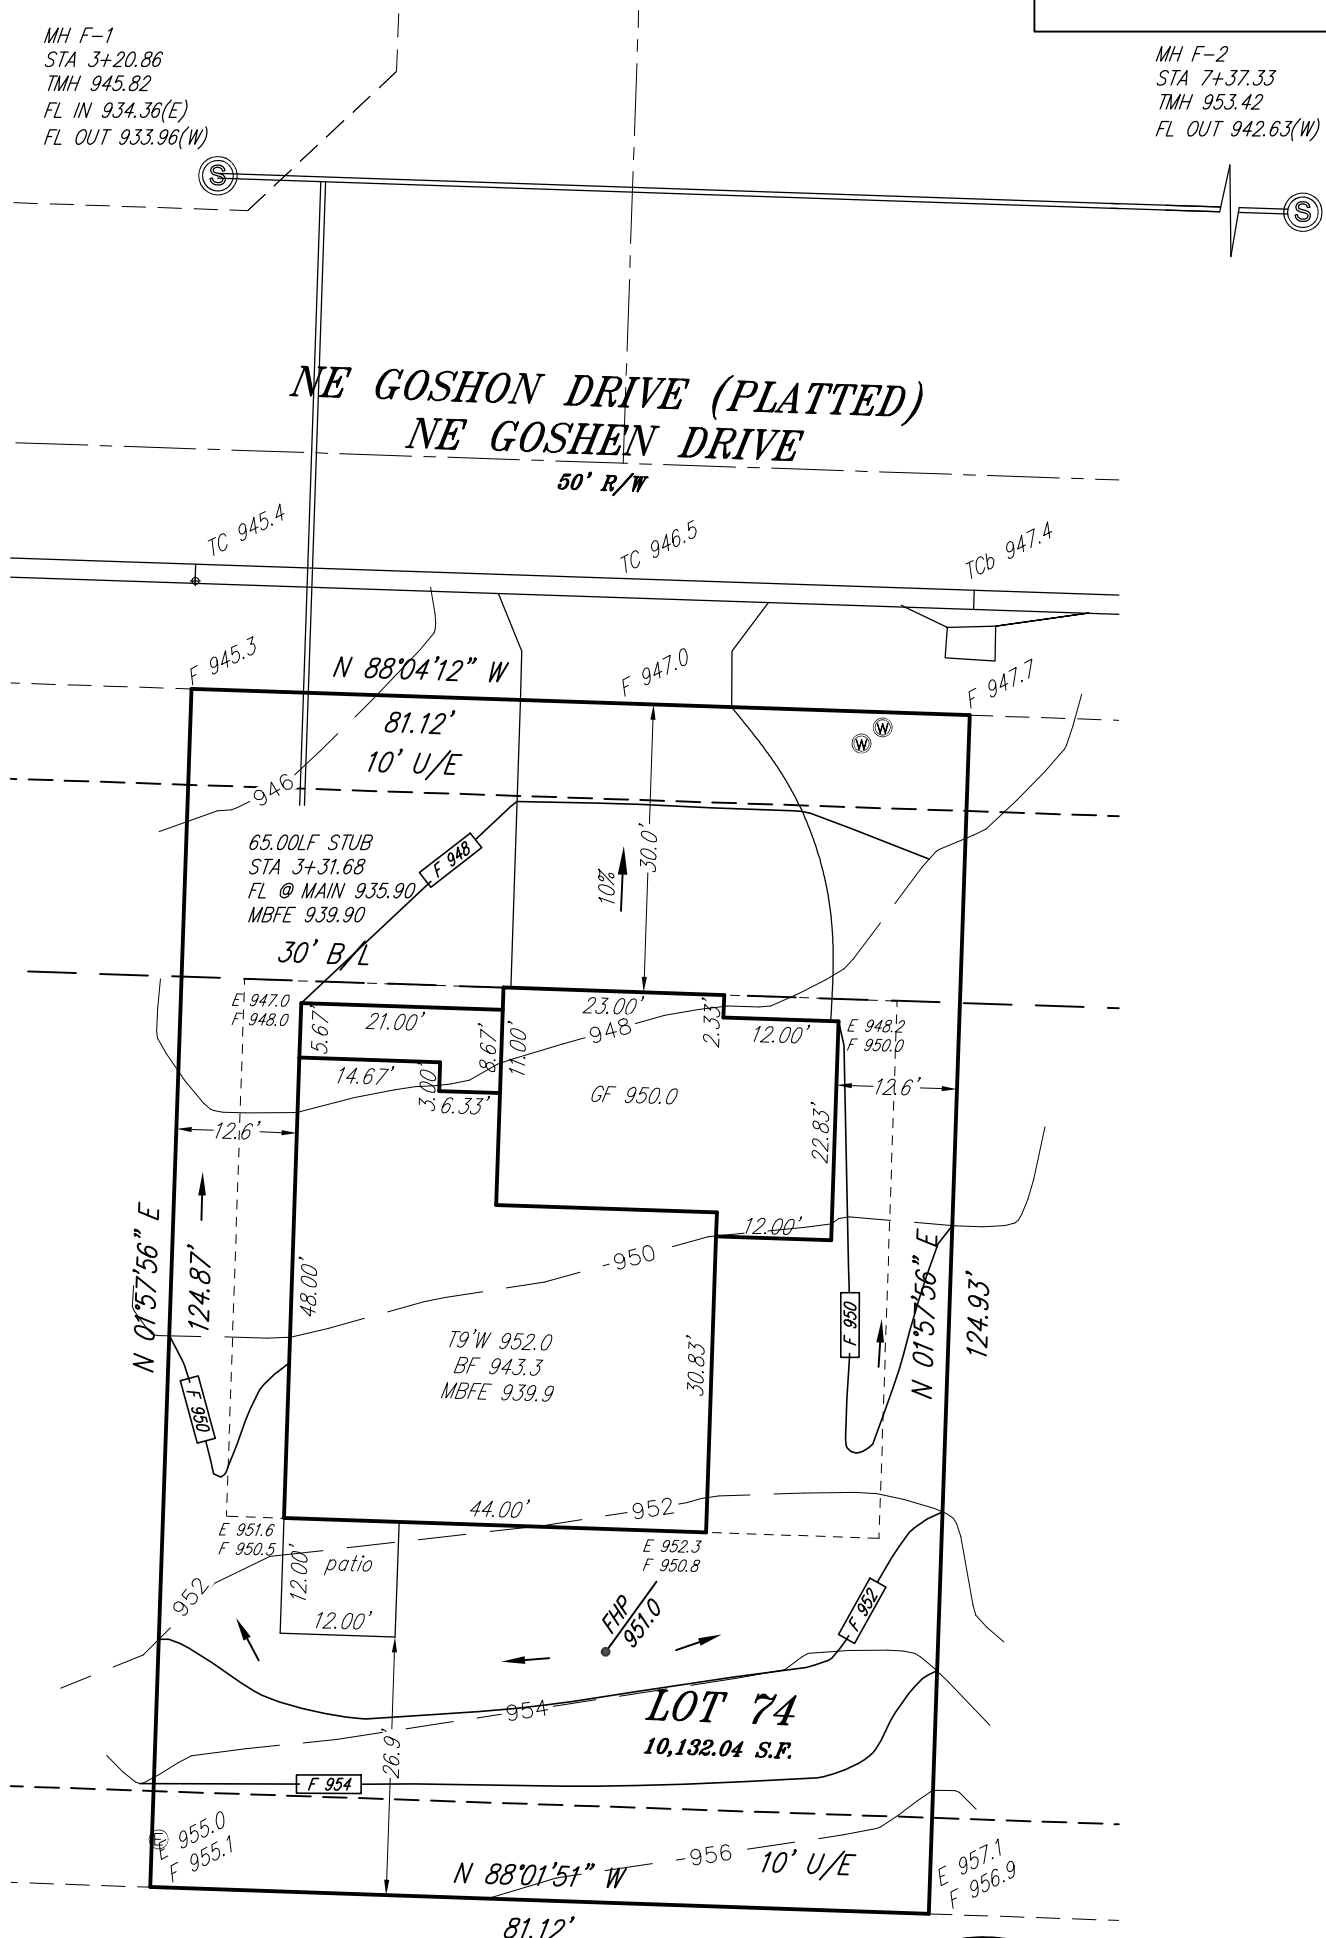 MH F-1
STA 3+20.86
TMH 945.82
FL IN 934.36(E)
FL OUT 933.96(W)
MH F-2
STA 7+37.33
TMH 953.42
FL OUT 942.63(W)
S
S
NE GOSHON DRIVE (PLATTED)
NE GOSHEN DRIVE
50' R/W
TC 945.4
TC 946.5
TCb 947.4
F 945.3
N 88°04'12" W
F 947.0
F 947.7
81.12'
W
W
10' U/E
946
65.00LF STUB
STA 3+31.68
FL @ MAIN 935.90
MBFE 939.90
F 948
10%
30.0'
30' B/L
E 947.0
F 948.0
5.67'
21.00'
8.67'
11.00'
23.00'
948
2.33'
12.00'
E 948.2
F 950.0
14.67'
3.00'
6.33'
GF 950.0
12.6'
12.6'
22.83'
N 01°57'56" E
124.87'
48.00'
-950
12.00'
F 950
N 01°57'56" E
124.93'
T9'W 952.0
BF 943.3
MBFE 939.9
30.83'
F 950
44.00'
952
E 951.6
F 950.5
E 952.3
F 950.8
952
12.00'
patio
12.00'
FHP
951.0
F 952
954
LOT 74
10,132.04 S.F.
26.9'
F 954
E
E 955.0
F 955.1
N 88°01'51" W
-956
10' U/E
E 957.1
F 956.9
81.12'